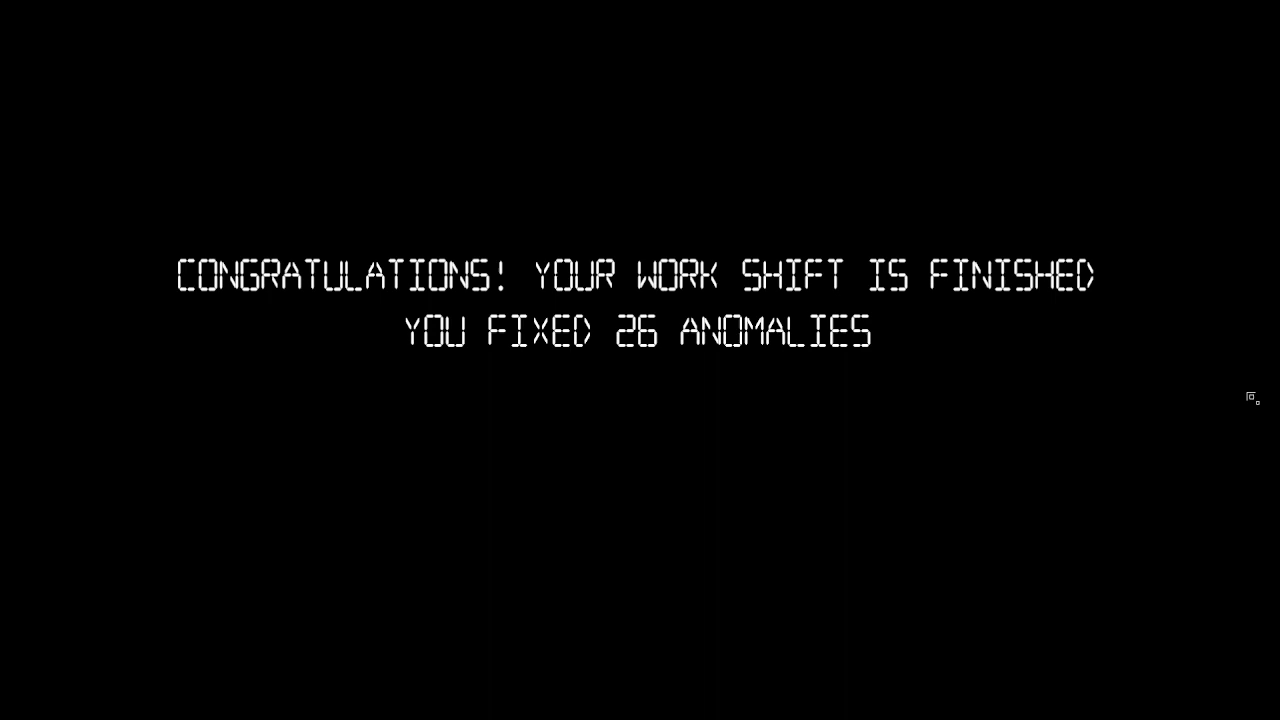 CONGRATULATIONS! YOUR WORK SHIFT IS FINISHED
YOU FIXED 26 ANOMALIES